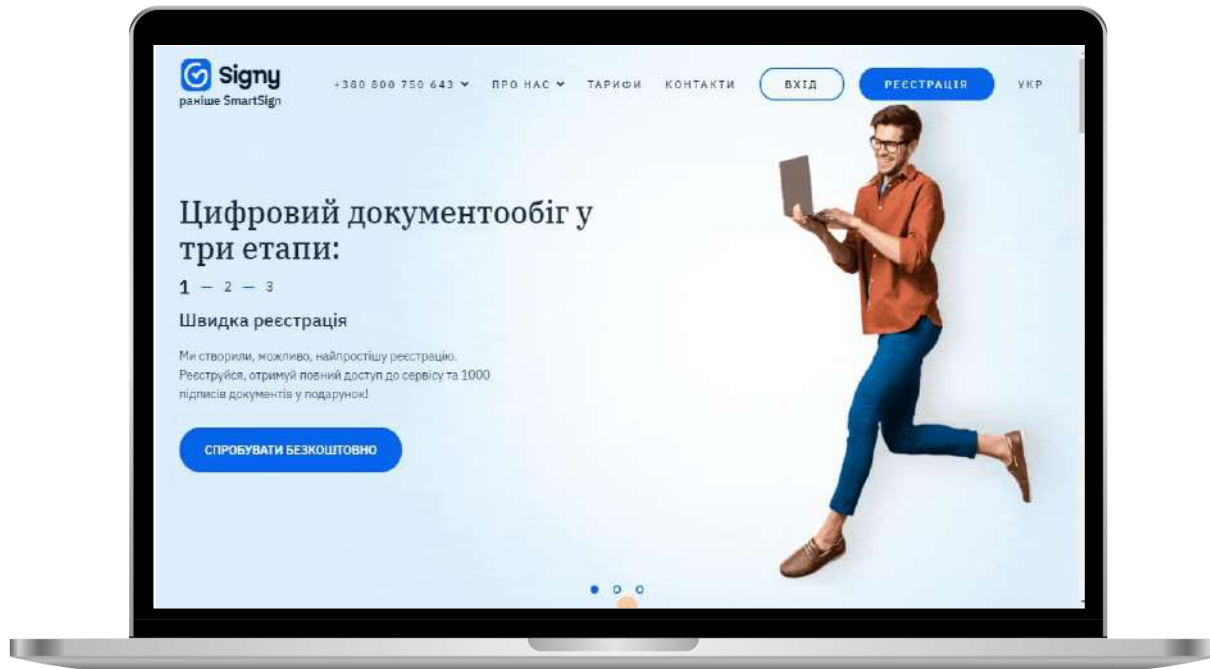 Signy
раніше SmartSign
+380 800 750 643
ПРО НАС
ТАРИФИ
КОНТАКТИ
ВХІД
РЕЄСТРАЦІЯ
УКР
Цифровий документообіг у
три етапи:
1 — 2 — 3
Швидка реєстрація
Ми створили, можливо, найпростішу реєстрацію.
Реєструйся, отримуй повний доступ до сервісу та 1000
підписів документів у подарунок!
СПРОБУВАТИ БЕЗКОШТОВНО